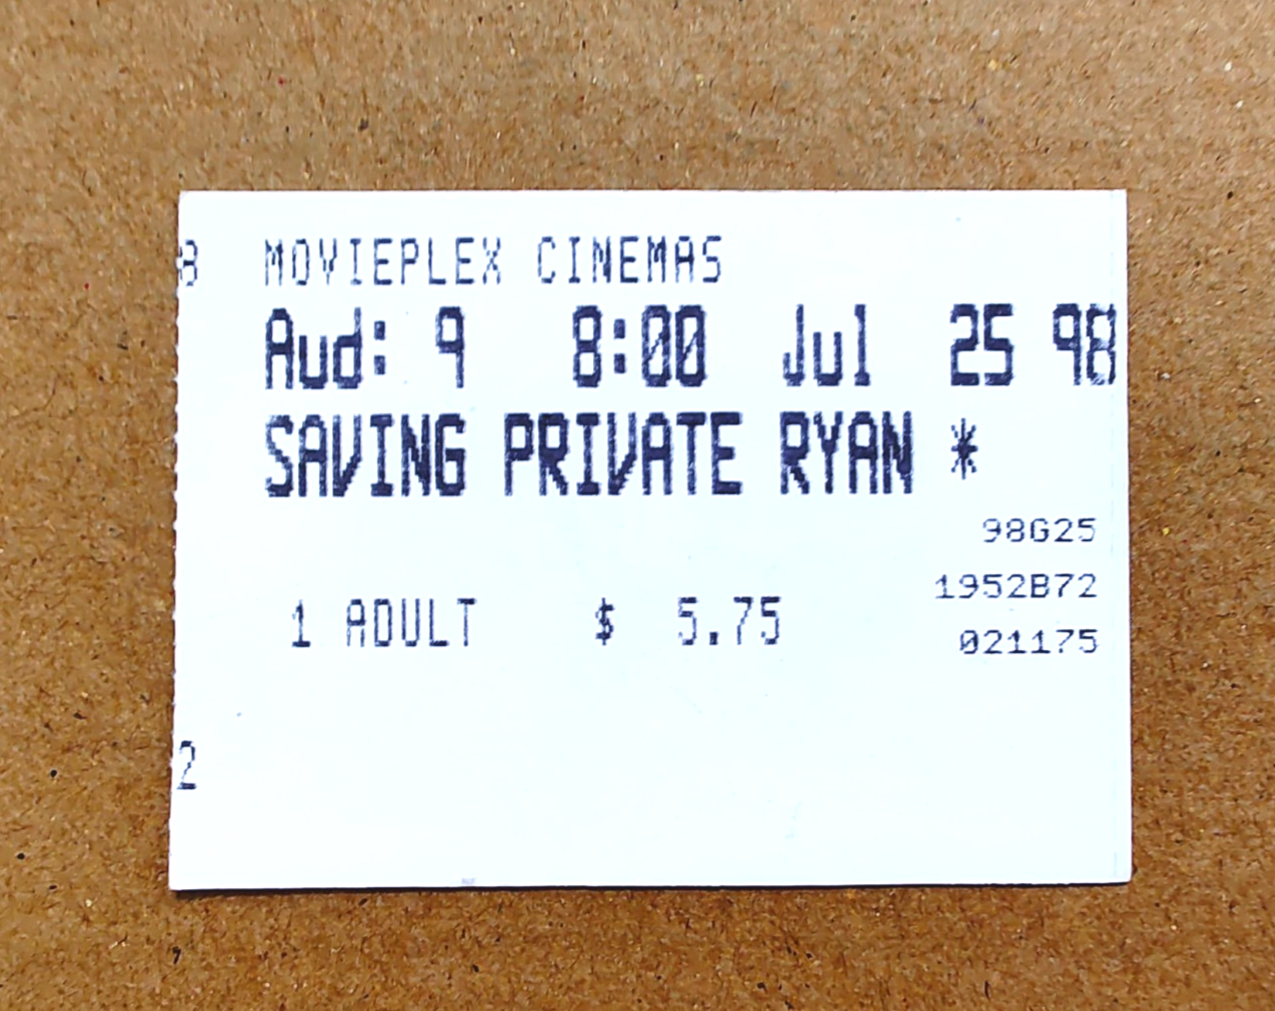 8 MOVIEPLEX CINEMAS
Aud: 9 8:00 Jul 25 98
SAVING PRIVATE RYAN *
98G25
1952B72
1 ADULT $ 5.75
021175
2